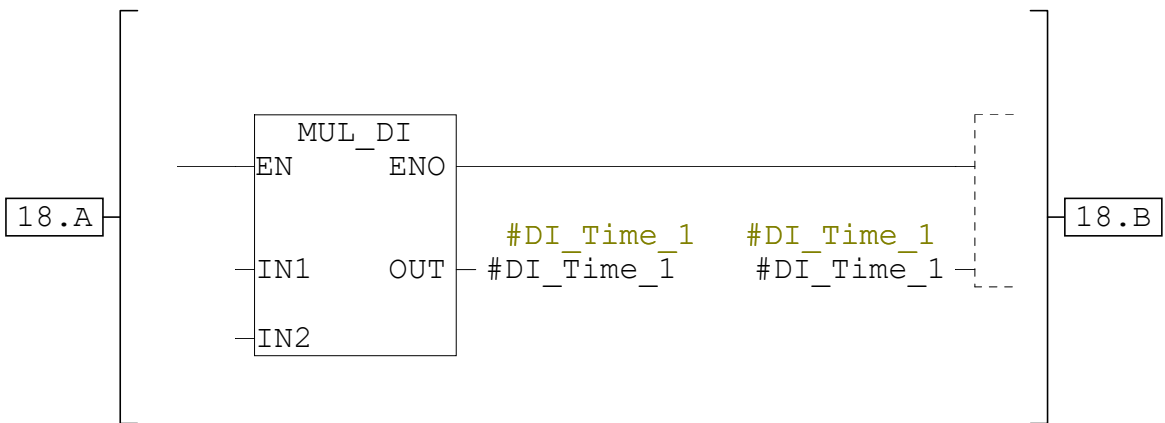 MUL_DI
EN ENO
18.A
18.B
#DI_Time_1 #DI_Time_1
IN1 OUT #DI_Time_1 #DI_Time_1
IN2